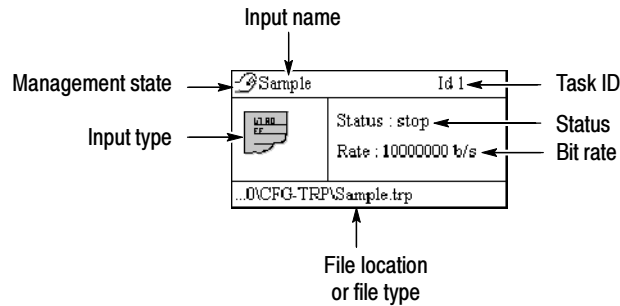 Input name
Management state
Sample
Id 1
Task ID
Input type
Status : stop
Status
Rate : 10000000 b/s
Bit rate
...0\CFG-TRP\Sample.trp
File location
or file type